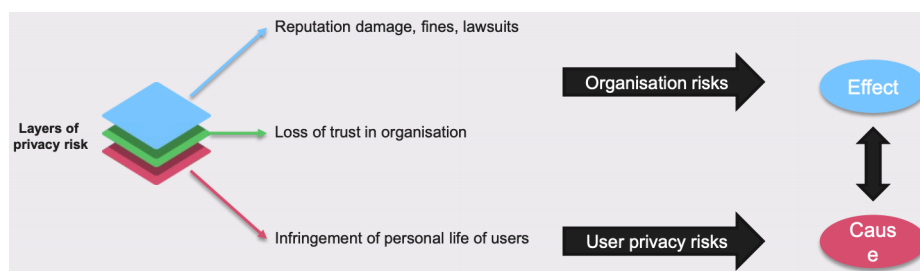 Reputation damage, fines, lawsuits
Organisation risks
Effect
Layers of
privacy risk
Loss of trust in organisation
Infringement of personal life of users
User privacy risks
Caus
e